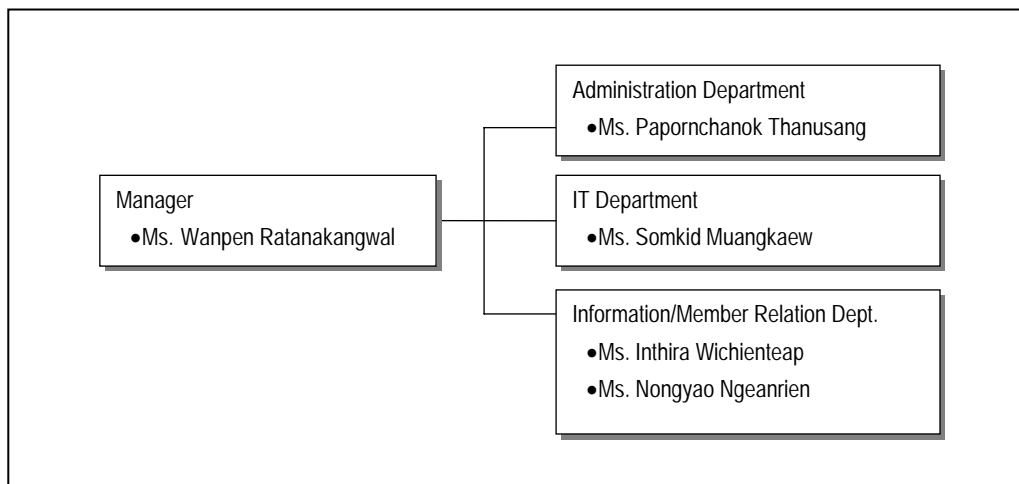 Manager
•Ms. Wanpen Ratanakangwal
Administration Department
•Ms. Papornchanok Thanusang
IT Department
•Ms. Somkid Muangkaew
Information/Member Relation Dept.
•Ms. Inthira Wichienteap
•Ms. Nongyao Ngeanrien